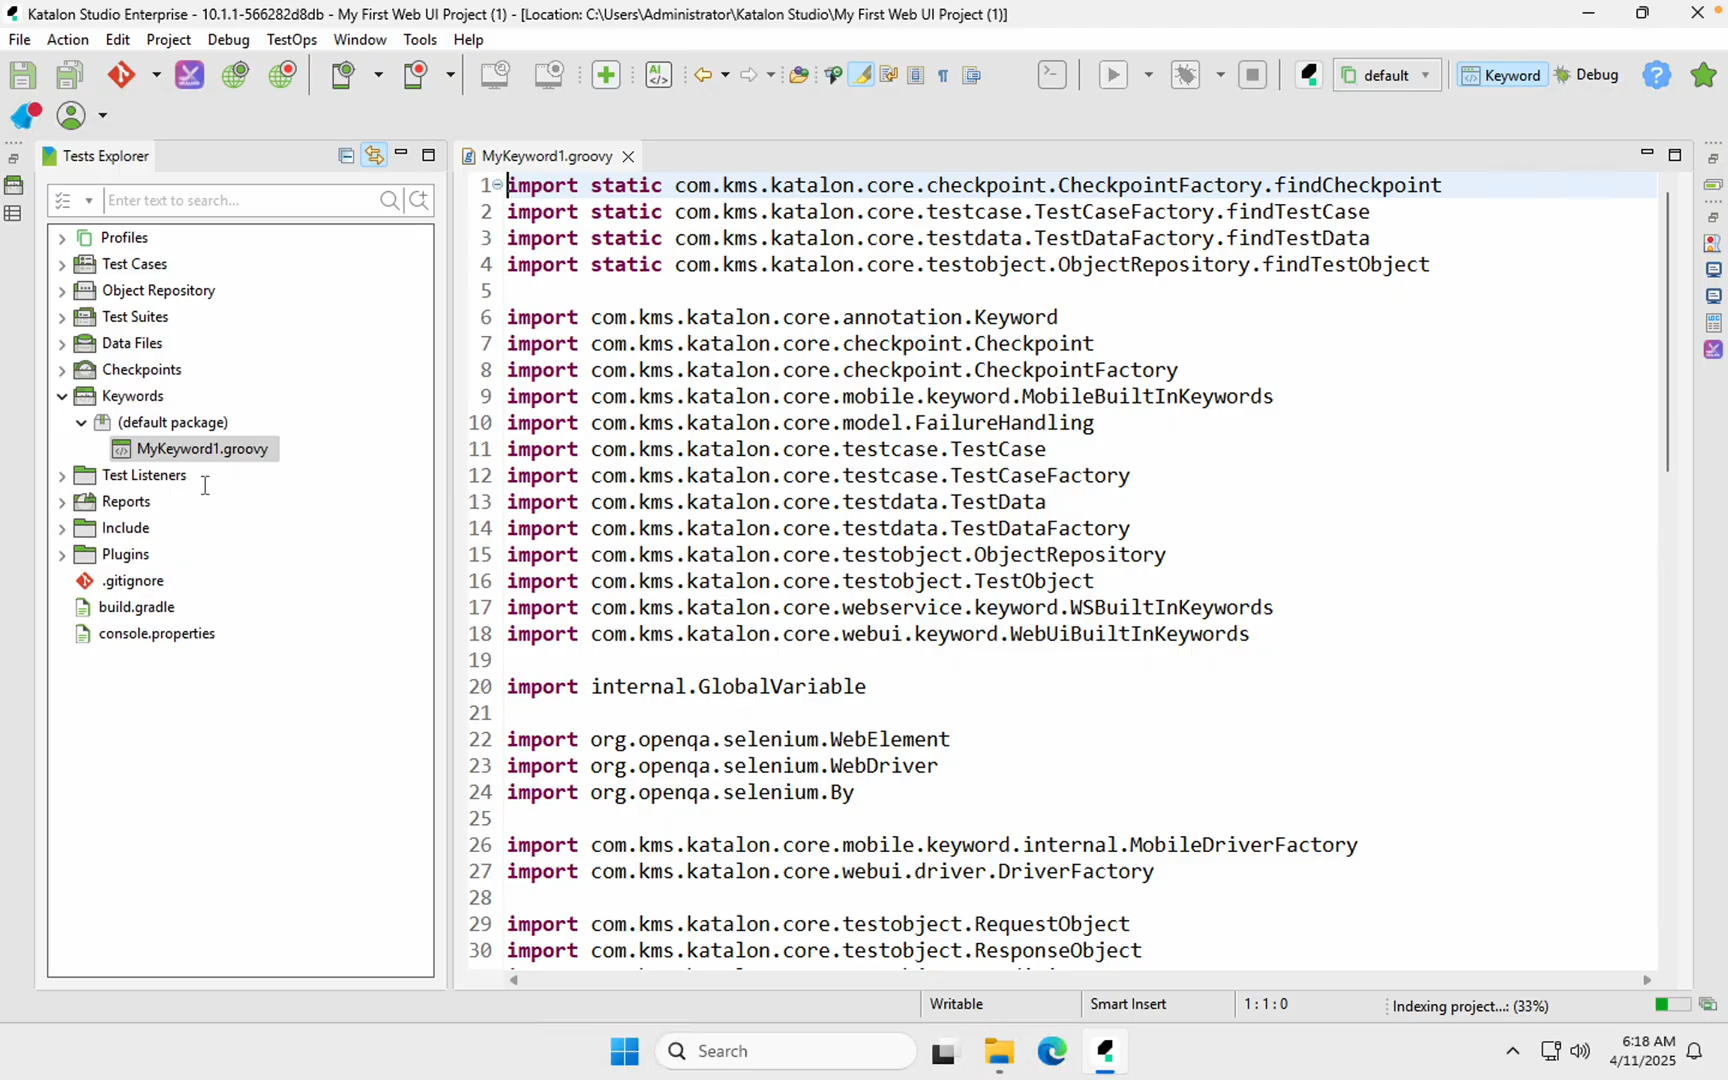 Katalon Studio Enterprise - 10.1.1-566282d8db - My First Web UI Project (1) - [Location: C:\Users\Administrator\Katalon Studio\My First Web UI Project (1)]
File Action Edit Project Debug TestOps Window Tools Help
default Keyword Debug
Tests Explorer
MyKeyword1.groovy
Enter text to search...
Profiles
Test Cases
Object Repository
Test Suites
Data Files
Checkpoints
Keywords
(default package)
MyKeyword1.groovy
Test Listeners
Reports
Include
Plugins
.gitignore
build.gradle
console.properties
1 import static com.kms.katalon.core.checkpoint.CheckpointFactory.findCheckpoint
2 import static com.kms.katalon.core.testcase.TestCaseFactory.findTestCase
3 import static com.kms.katalon.core.testdata.TestDataFactory.findTestData
4 import static com.kms.katalon.core.testobject.ObjectRepository.findTestObject
5
6 import com.kms.katalon.core.annotation.Keyword
7 import com.kms.katalon.core.checkpoint.Checkpoint
8 import com.kms.katalon.core.checkpoint.CheckpointFactory
9 import com.kms.katalon.core.mobile.keyword.MobileBuiltInKeywords
10 import com.kms.katalon.core.model.FailureHandling
11 import com.kms.katalon.core.testcase.TestCase
12 import com.kms.katalon.core.testcase.TestCaseFactory
13 import com.kms.katalon.core.testdata.TestData
14 import com.kms.katalon.core.testdata.TestDataFactory
15 import com.kms.katalon.core.testobject.ObjectRepository
16 import com.kms.katalon.core.testobject.TestObject
17 import com.kms.katalon.core.webservice.keyword.WSBuiltInKeywords
18 import com.kms.katalon.core.webui.keyword.WebUiBuiltInKeywords
19
20 import internal.GlobalVariable
21
22 import org.openqa.selenium.WebElement
23 import org.openqa.selenium.WebDriver
24 import org.openqa.selenium.By
25
26 import com.kms.katalon.core.mobile.keyword.internal.MobileDriverFactory
27 import com.kms.katalon.core.webui.driver.DriverFactory
28
29 import com.kms.katalon.core.testobject.RequestObject
30 import com.kms.katalon.core.testobject.ResponseObject
Writable Smart Insert 1 : 1 : 0 Indexing project...: (33%)
Search
6:18 AM
4/11/2025